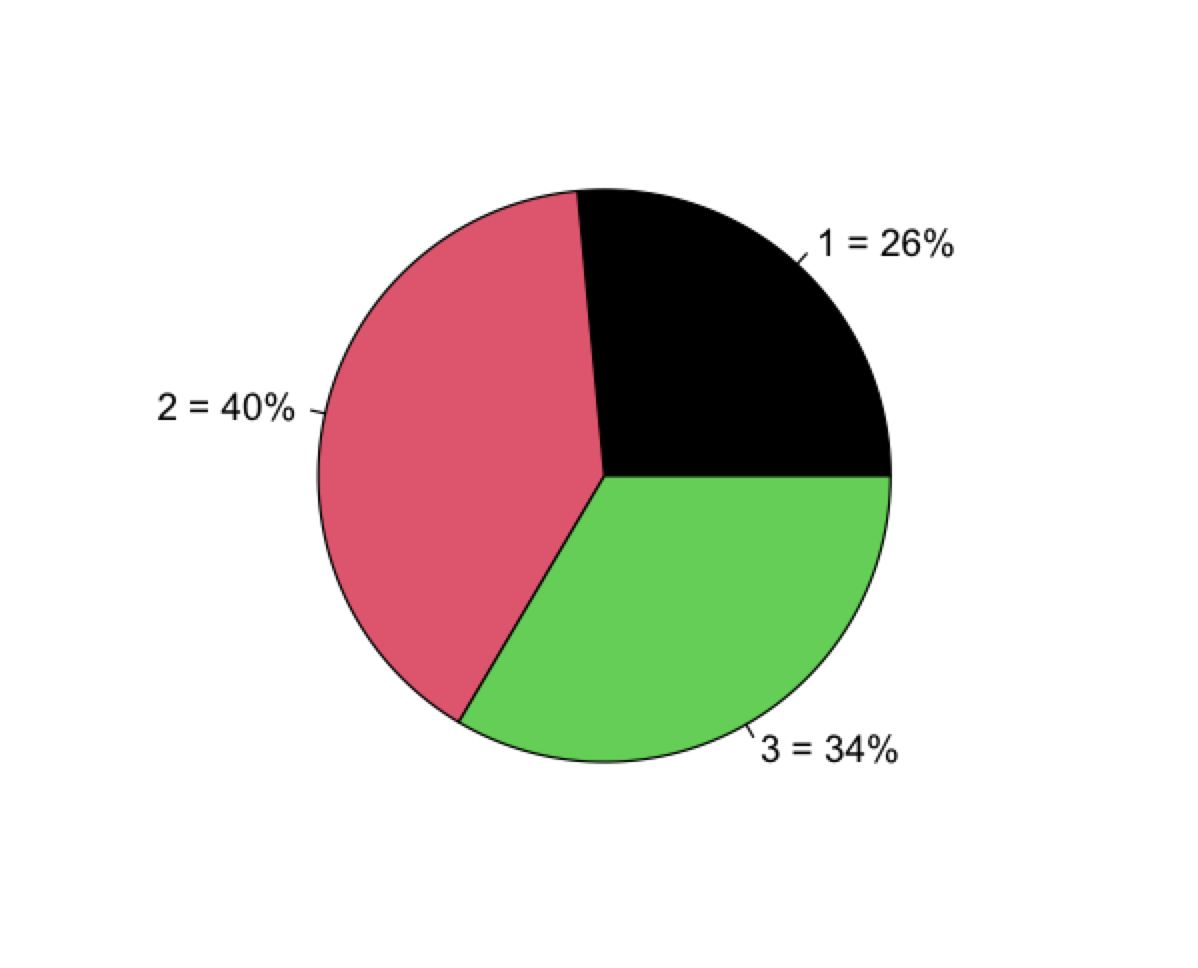 1 = 26%
2 = 40%
3 = 34%